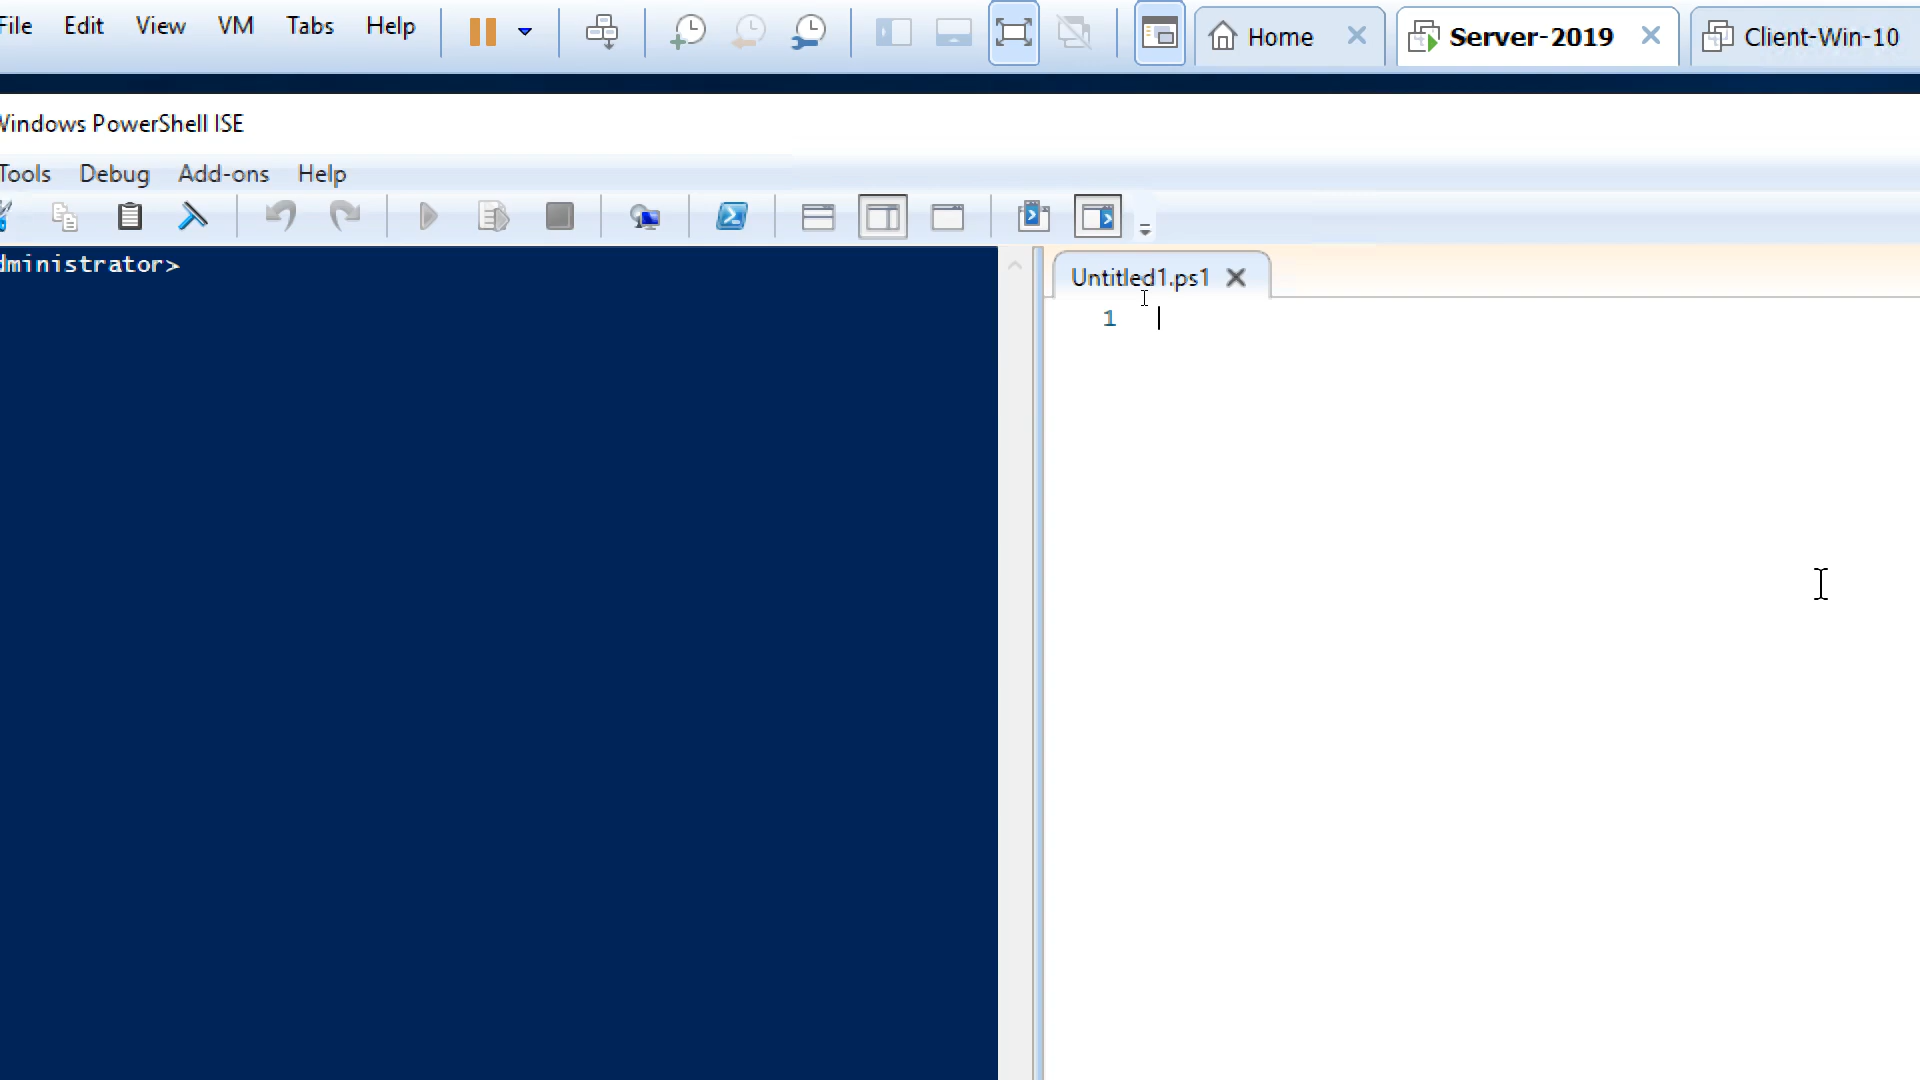 File Edit View VM Tabs Help Home Server-2019 Client-Win-10
Windows PowerShell ISE
Tools Debug Add-ons Help
dministrator>
Untitled1.ps1
1